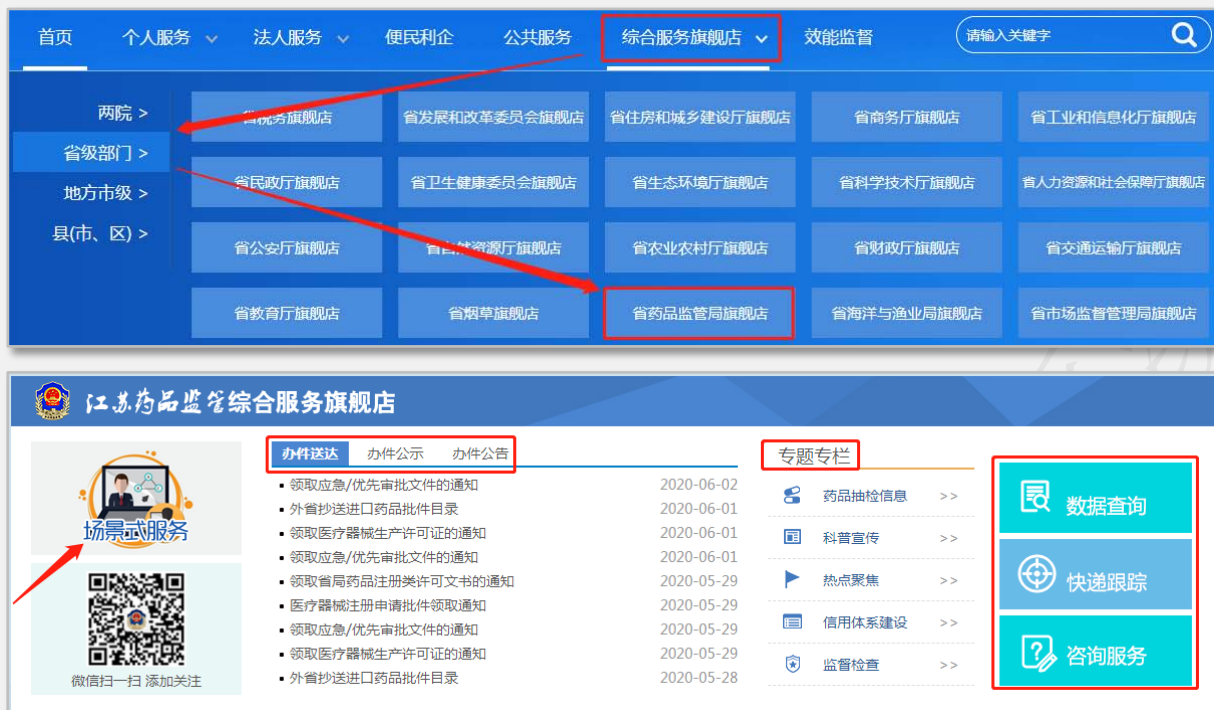 首页 个人服务 法人服务 便民利企 公共服务 综合服务旗舰店 效能监督 请输入关键字
两院 >
省级部门 >
地方市级 >
县(市、区) >
省税务旗舰店 省发展和改革委员会旗舰店 省住房和城乡建设厅旗舰店 省商务厅旗舰店 省工业和信息化厅旗舰店
省民政厅旗舰店 省卫生健康委员会旗舰店 省生态环境厅旗舰店 省科学技术厅旗舰店 省人力资源和社会保障厅旗舰店
省公安厅旗舰店 省自然资源厅旗舰店 省农业农村厅旗舰店 省财政厅旗舰店 省交通运输厅旗舰店
省教育厅旗舰店 省烟草旗舰店 省药品监管局旗舰店 省海洋与渔业局旗舰店 省市场监督管理局旗舰店
江苏药品监管综合服务旗舰店
场景式服务
微信扫一扫 添加关注
办件送达 办件公示 办件公告
领取应急/优先审批文件的通知 2020-06-02
外省抄送进口药品批件目录 2020-06-01
领取医疗器械生产许可证的通知 2020-06-01
领取应急/优先审批文件的通知 2020-06-01
领取省局药品注册类许可文书的通知 2020-05-29
医疗器械注册申请批件领取通知 2020-05-29
领取应急/优先审批文件的通知 2020-05-29
领取医疗器械生产许可证的通知 2020-05-29
外省抄送进口药品批件目录 2020-05-28
专题专栏
药品抽检信息 >>
科普宣传 >>
热点聚焦 >>
信用体系建设 >>
监督检查 >>
数据查询
快递跟踪
咨询服务